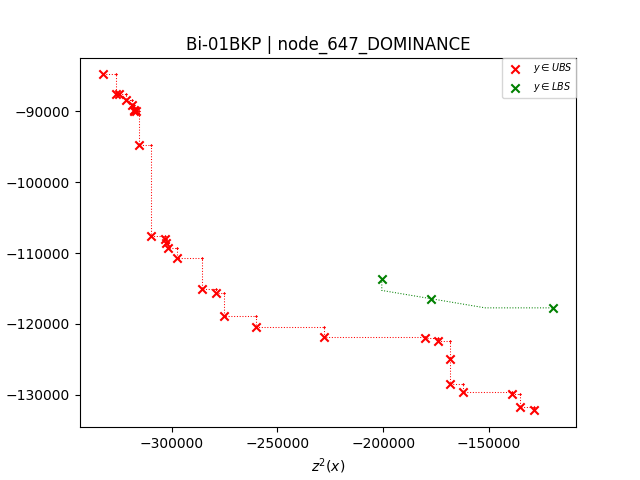 Bi-01BKP | node_647_DOMINANCE
y ∈ UBS
y ∈ LBS
−90000
−100000
−110000
−120000
−130000
−300000
−250000
−200000
−150000
z²(x)